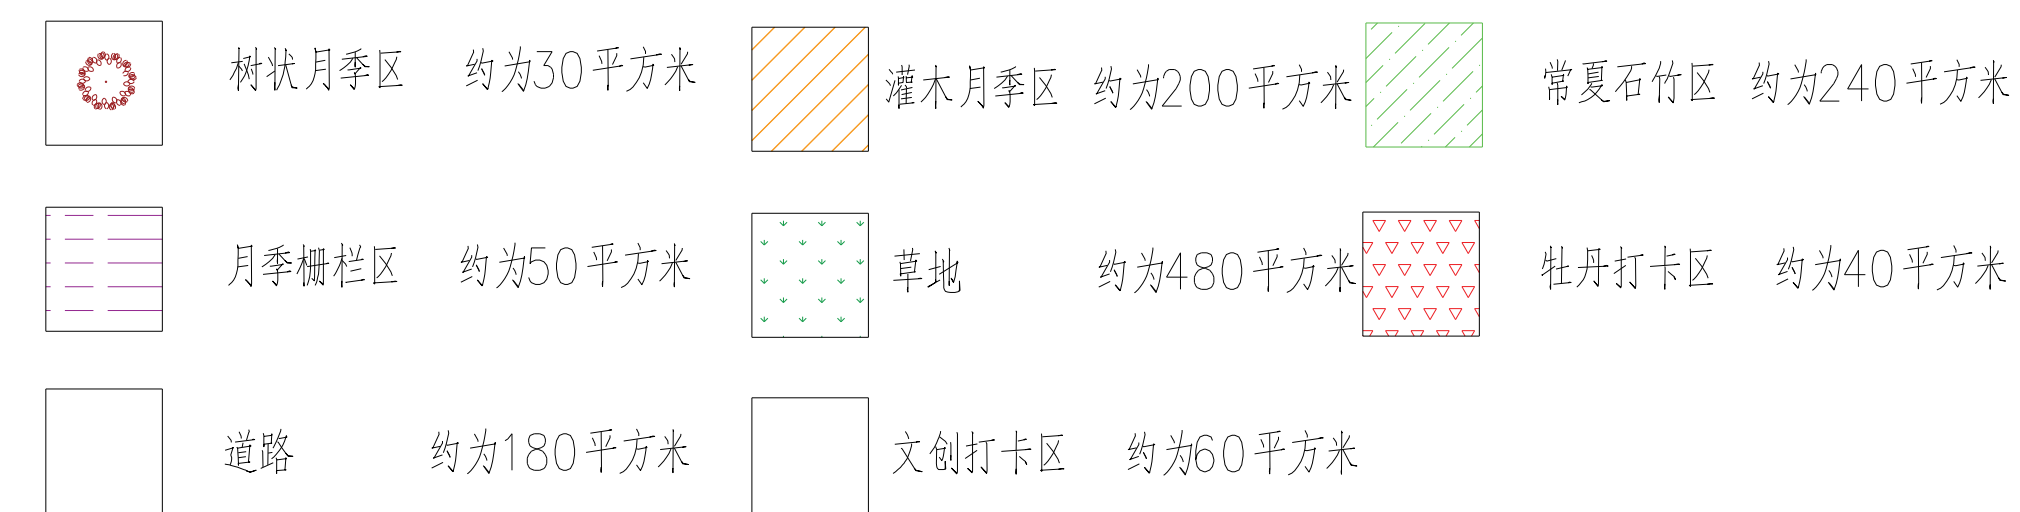 树状月季区 约为30平方米 灌木月季区 约为200平方米 常夏石竹区 约为240平方米
月季栅栏区 约为50平方米 草地 约为480平方米 牡丹打卡区 约为40平方米
道路 约为180平方米 文创打卡区 约为60平方米